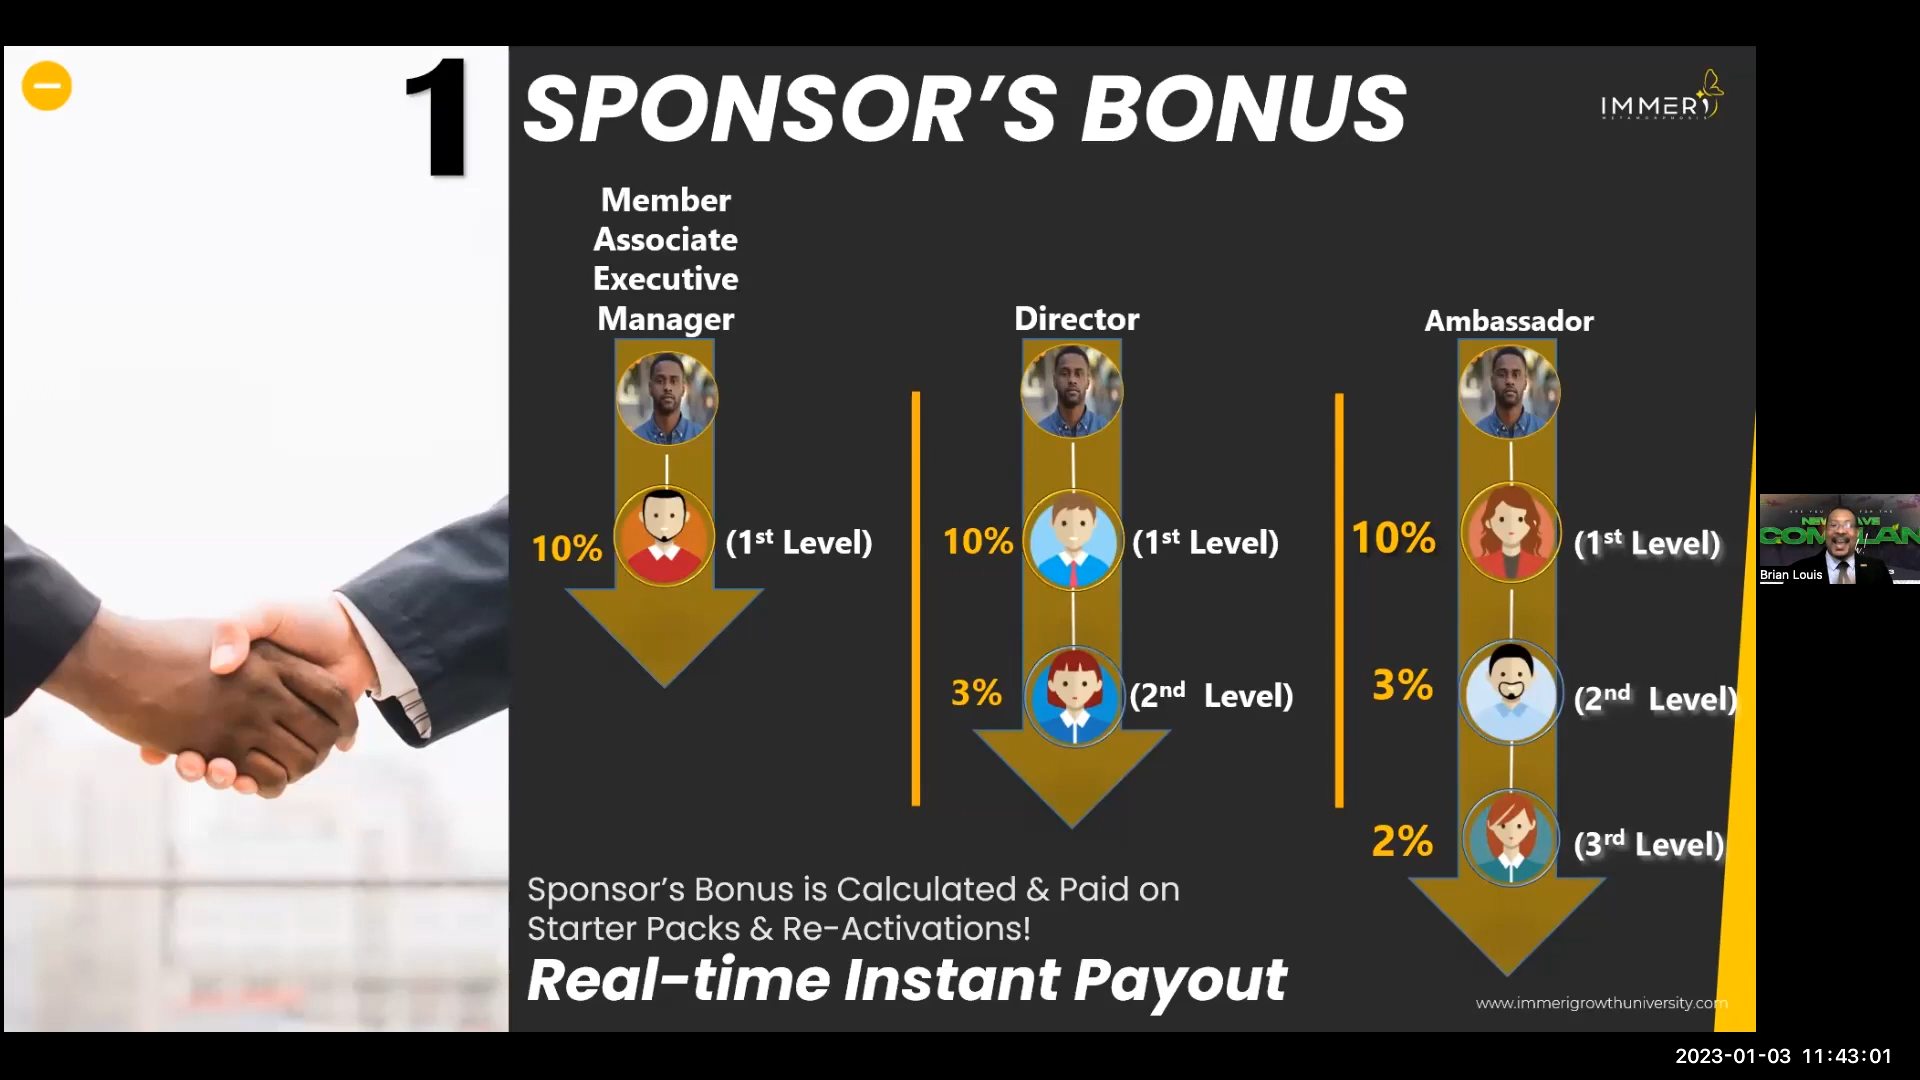 1
SPONSOR'S BONUS
IMMERI
METAMORPHOSIS
Member
Associate
Executive
Manager
Director
Ambassador
10%
(1st Level)
10%
(1st Level)
10%
(1st Level)
3%
(2nd Level)
3%
(2nd Level)
2%
(3rd Level)
Sponsor's Bonus is Calculated & Paid on
Starter Packs & Re-Activations!
Real-time Instant Payout
www.immerigrowthuniversity.com
Brian Louis
2023-01-03 11:43:01